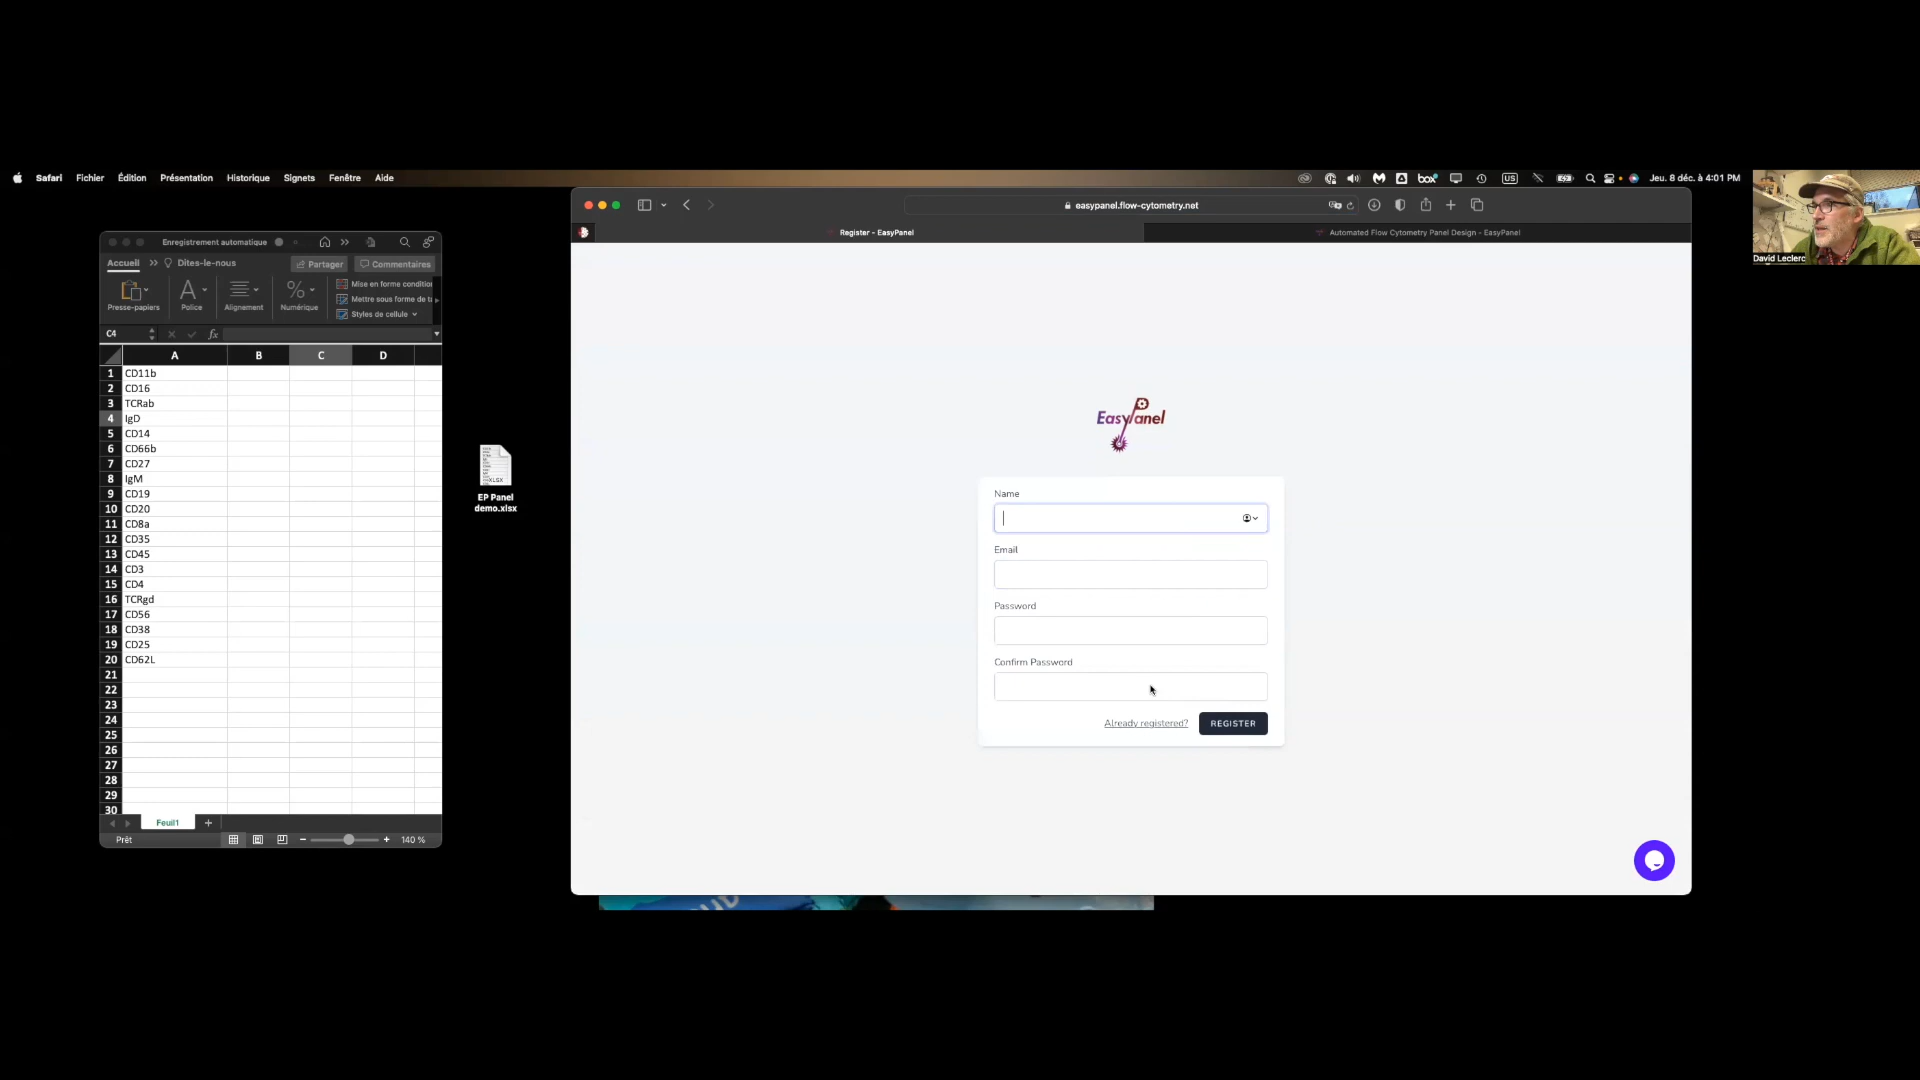 Safari Fichier Édition Présentation Historique Signets Fenêtre Aide
box US Jeu. 8 déc. à 4:01 PM
David Leclerc
Enregistrement automatique
Accueil Dites-le-nous Partager Commentaires
Presse-papiers Police Alignement Numérique
Mise en forme condition
Mettre sous forme de
Styles de cellule
C4 fx
A B C D
1 CD11b
2 CD16
3 TCRab
4 IgD
5 CD14
6 CD66b
7 CD27
8 IgM
9 CD19
10 CD20
11 CD8a
12 CD35
13 CD45
14 CD3
15 CD4
16 TCRgd
17 CD56
18 CD38
19 CD25
20 CD62L
21
22
23
24
25
26
27
28
29
30
Feuil1
Prêt 140 %
XLSX
EP Panel
demo.xlsx
easypanel.flow-cytometry.net
Register - EasyPanel Automated Flow Cytometry Panel Design - EasyPanel
EasyPanel
Name
Email
Password
Confirm Password
Already registered? REGISTER